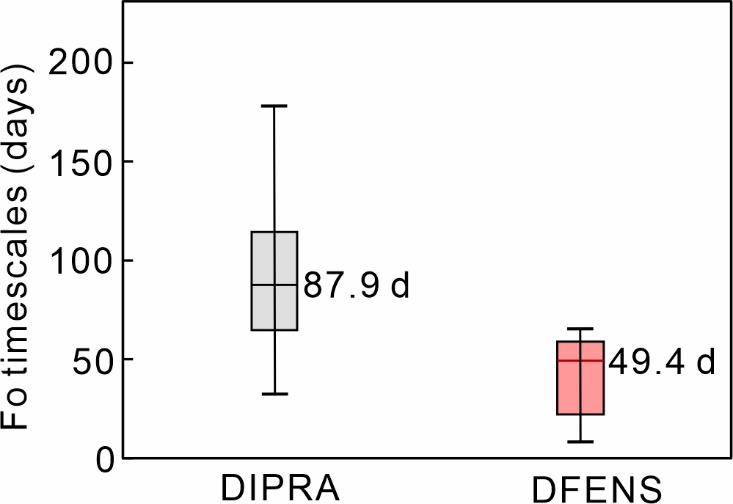 Fo timescales (days)
200
150
100
50
0
87.9 d
49.4 d
DIPRA
DFENS